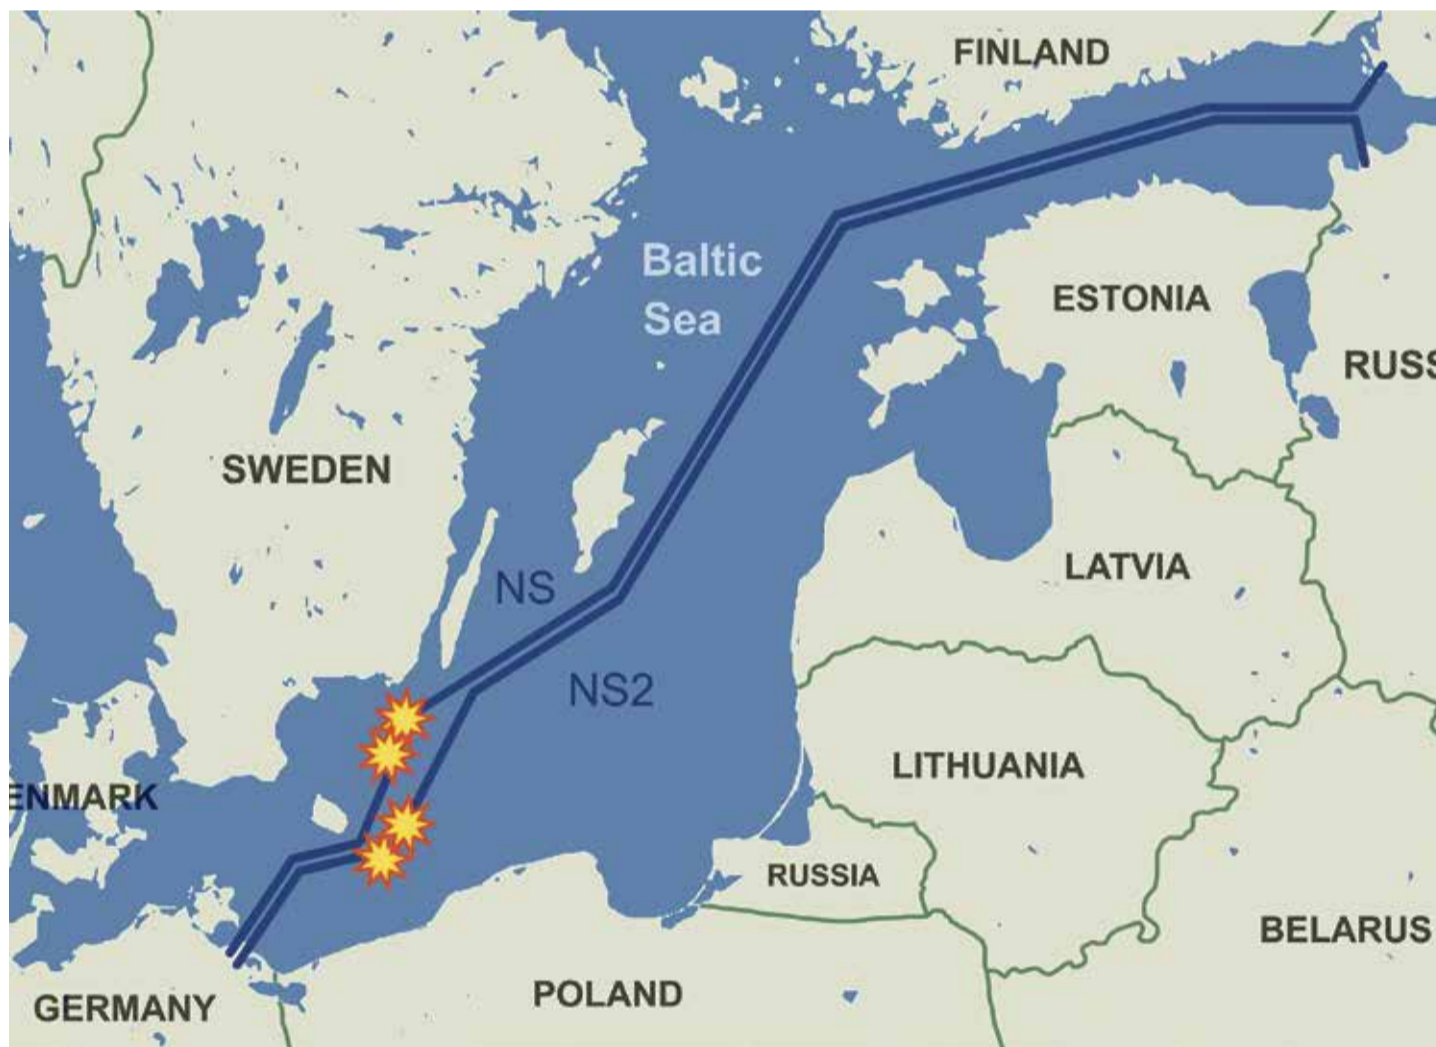 FINLAND
Baltic
Sea
ESTONIA
RUSS
SWEDEN
LATVIA
NS
NS2
LITHUANIA
ENMARK
RUSSIA
BELARUS
POLAND
GERMANY